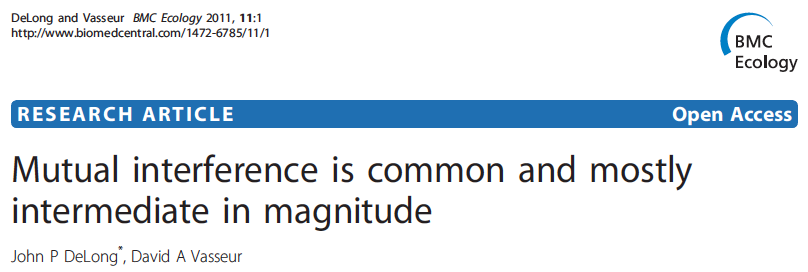 DeLong and Vasseur BMC Ecology 2011, 11:1
http://www.biomedcentral.com/1472-6785/11/1
BMC
Ecology
RESEARCH ARTICLE Open Access
Mutual interference is common and mostly
intermediate in magnitude
John P DeLong*, David A Vasseur